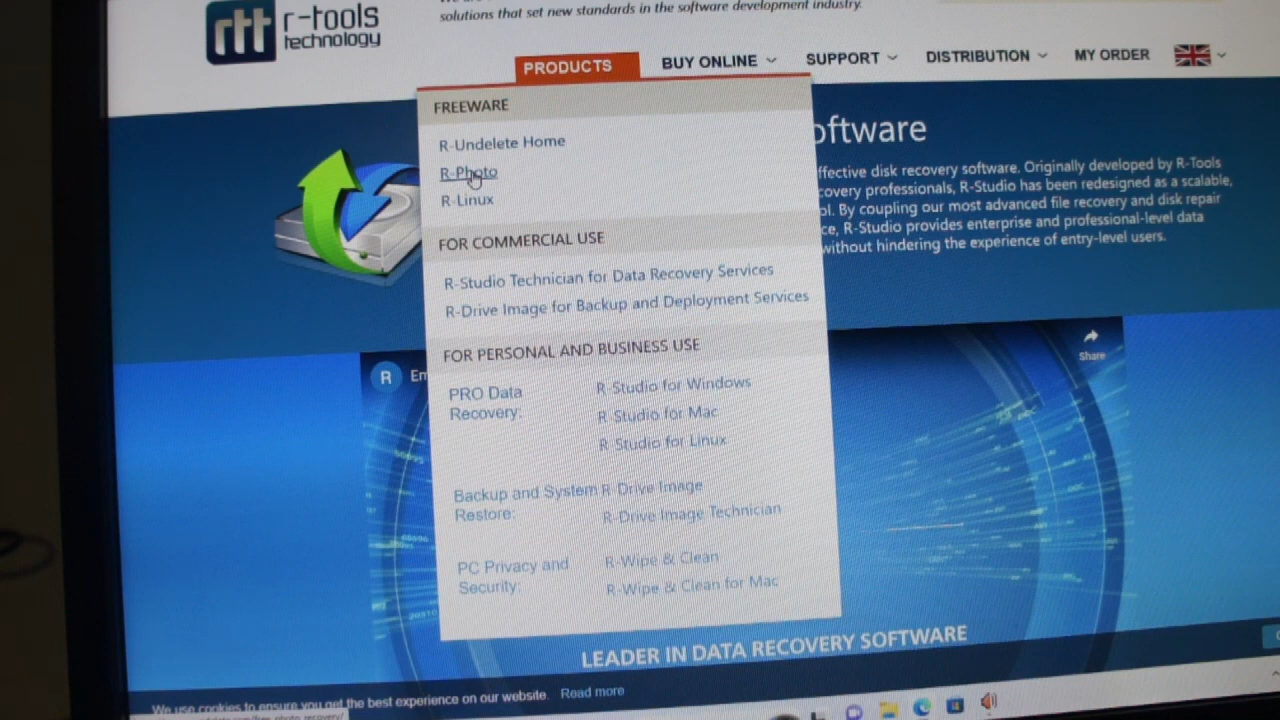 rtt r-tools technology
solutions that set new standards in the software development industry.
PRODUCTS BUY ONLINE SUPPORT DISTRIBUTION MY ORDER
FREEWARE
R-Undelete Home
R-Photo
R-Linux
FOR COMMERCIAL USE
R-Studio Technician for Data Recovery Services
R-Drive Image for Backup and Deployment Services
FOR PERSONAL AND BUSINESS USE
PRO Data Recovery:
R-Studio for Windows
R-Studio for Mac
R-Studio for Linux
Backup and System Restore:
R-Drive Image
R-Drive Image Technician
PC Privacy and Security:
R-Wipe & Clean
R-Wipe & Clean for Mac
oftware
ffective disk recovery software. Originally developed by R-Tools
covery professionals, R-Studio has been redesigned as a scalable,
ol. By coupling our most advanced file recovery and disk repair
ce, R-Studio provides enterprise and professional-level data
without hindering the experience of entry-level users.
R Em
Share
LEADER IN DATA RECOVERY SOFTWARE
We use cookies to ensure you get the best experience on our website. Read more